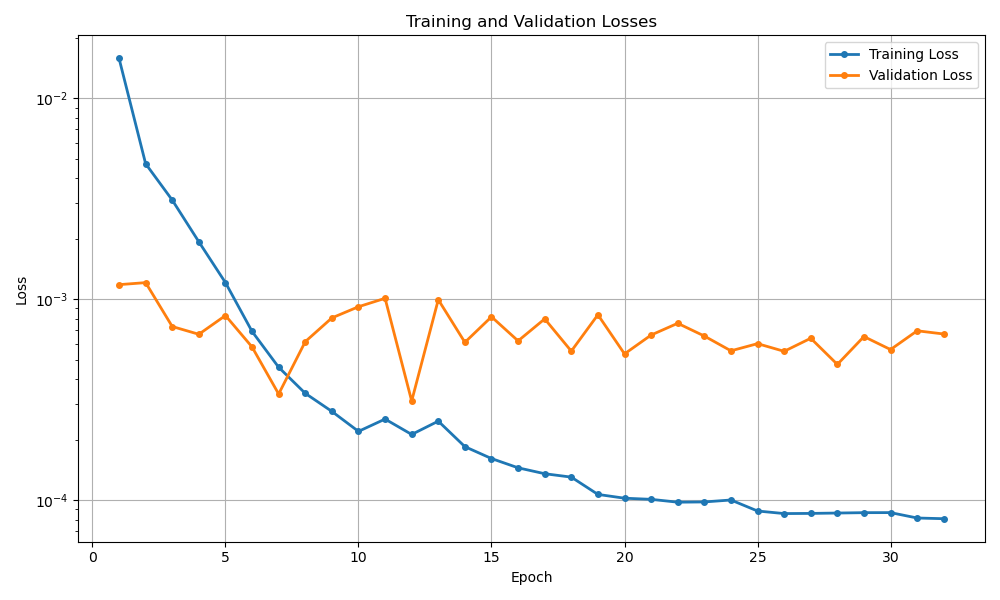 Training and Validation Losses
Training Loss
Validation Loss
Loss
10⁻²
10⁻³
10⁻⁴
0 5 10 15 20 25 30
Epoch